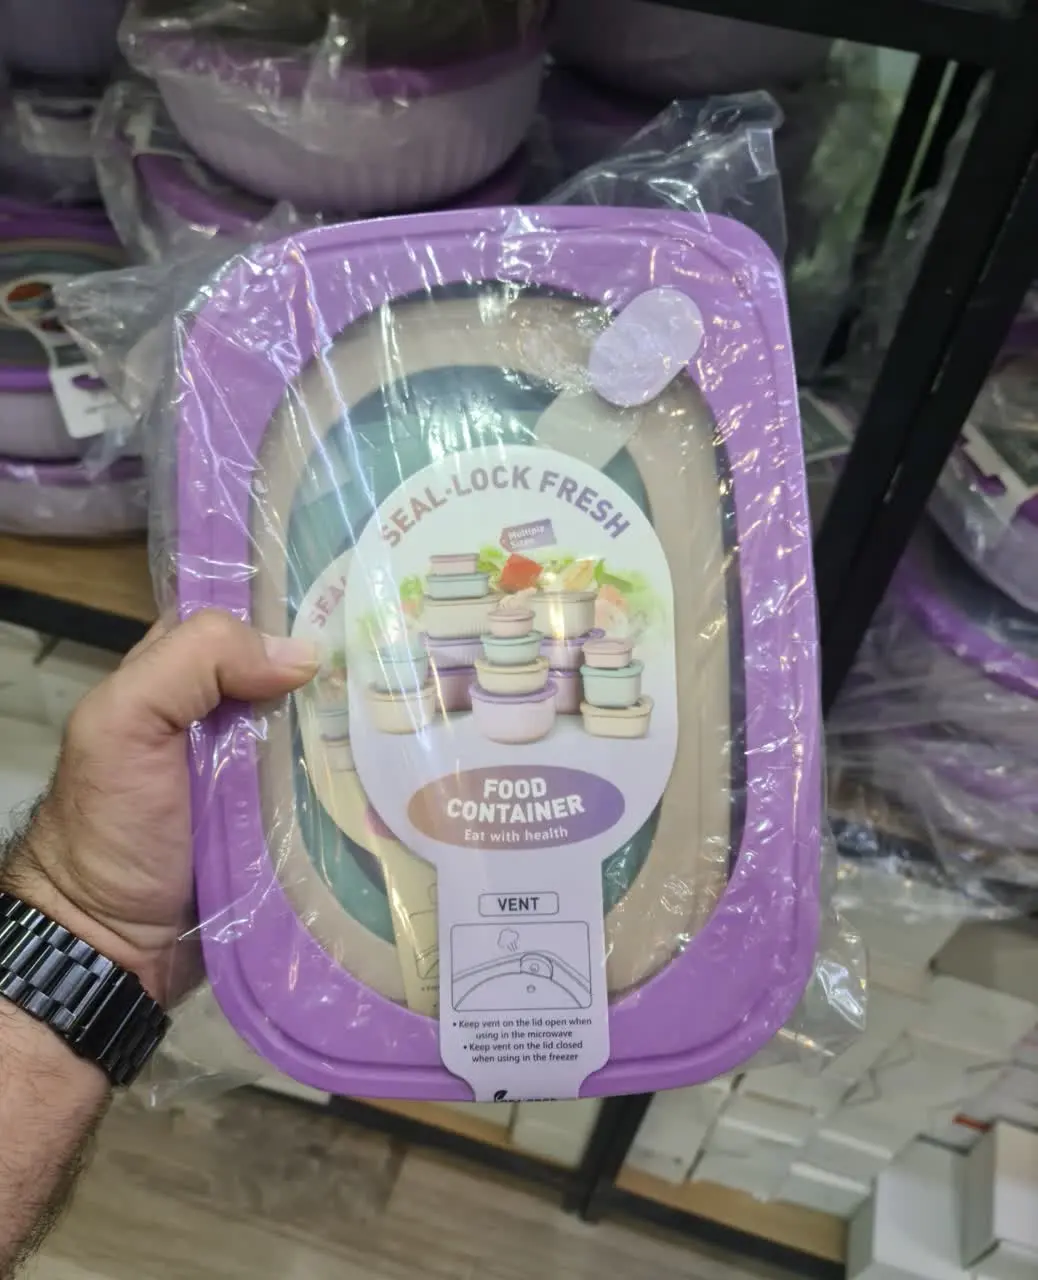 SEAL-LOCK FRESH
Multiple
Sizes
SEAL
FOOD
CONTAINER
Eat with health
VENT
• Keep vent on the lid open when
using in the microwave
• Keep vent on the lid closed
when using in the freezer